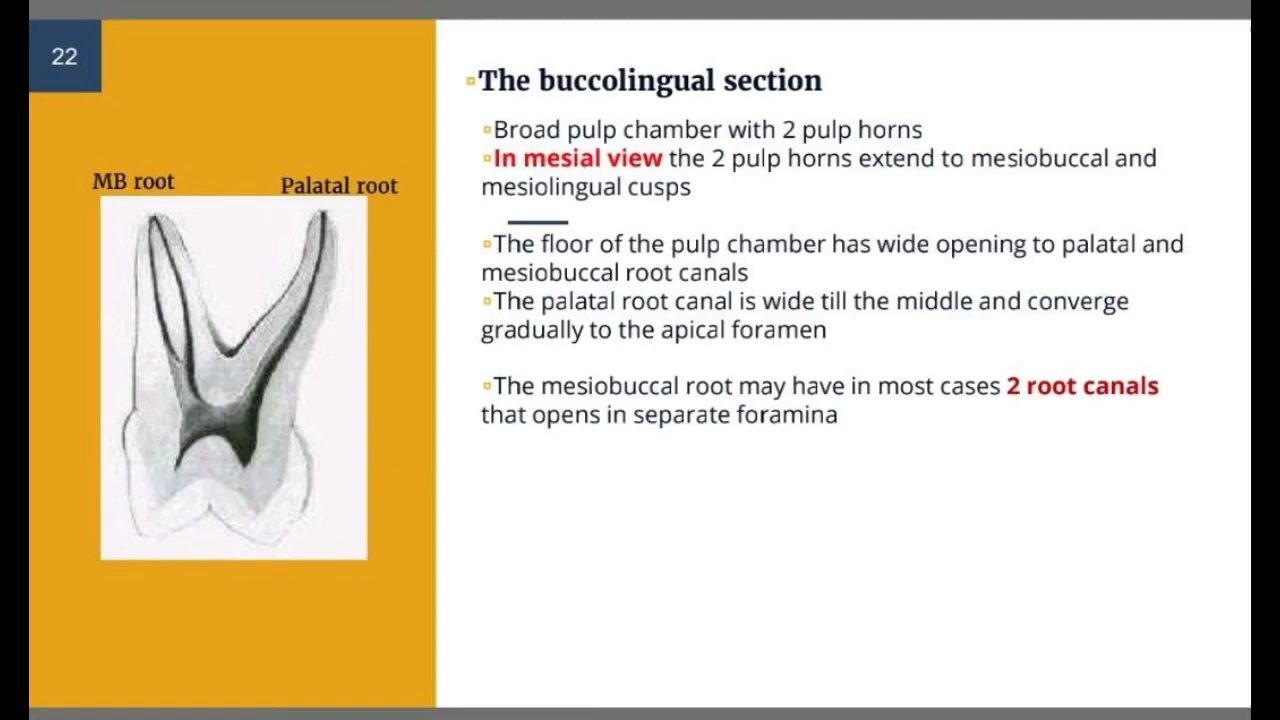 22
MB root
Palatal root
▫The buccolingual section
▫Broad pulp chamber with 2 pulp horns
▫In mesial view the 2 pulp horns extend to mesiobuccal and
mesiolingual cusps
▫The floor of the pulp chamber has wide opening to palatal and
mesiobuccal root canals
▫The palatal root canal is wide till the middle and converge
gradually to the apical foramen
▫The mesiobuccal root may have in most cases 2 root canals
that opens in separate foramina